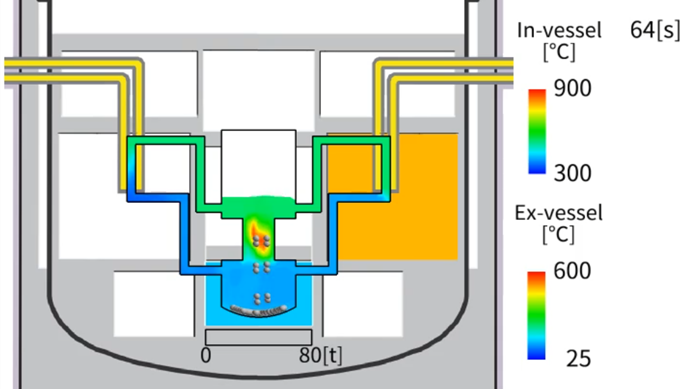 In-vessel 64[s]
[°C]
900
300
Ex-vessel
[°C]
600
25
0 80[t]